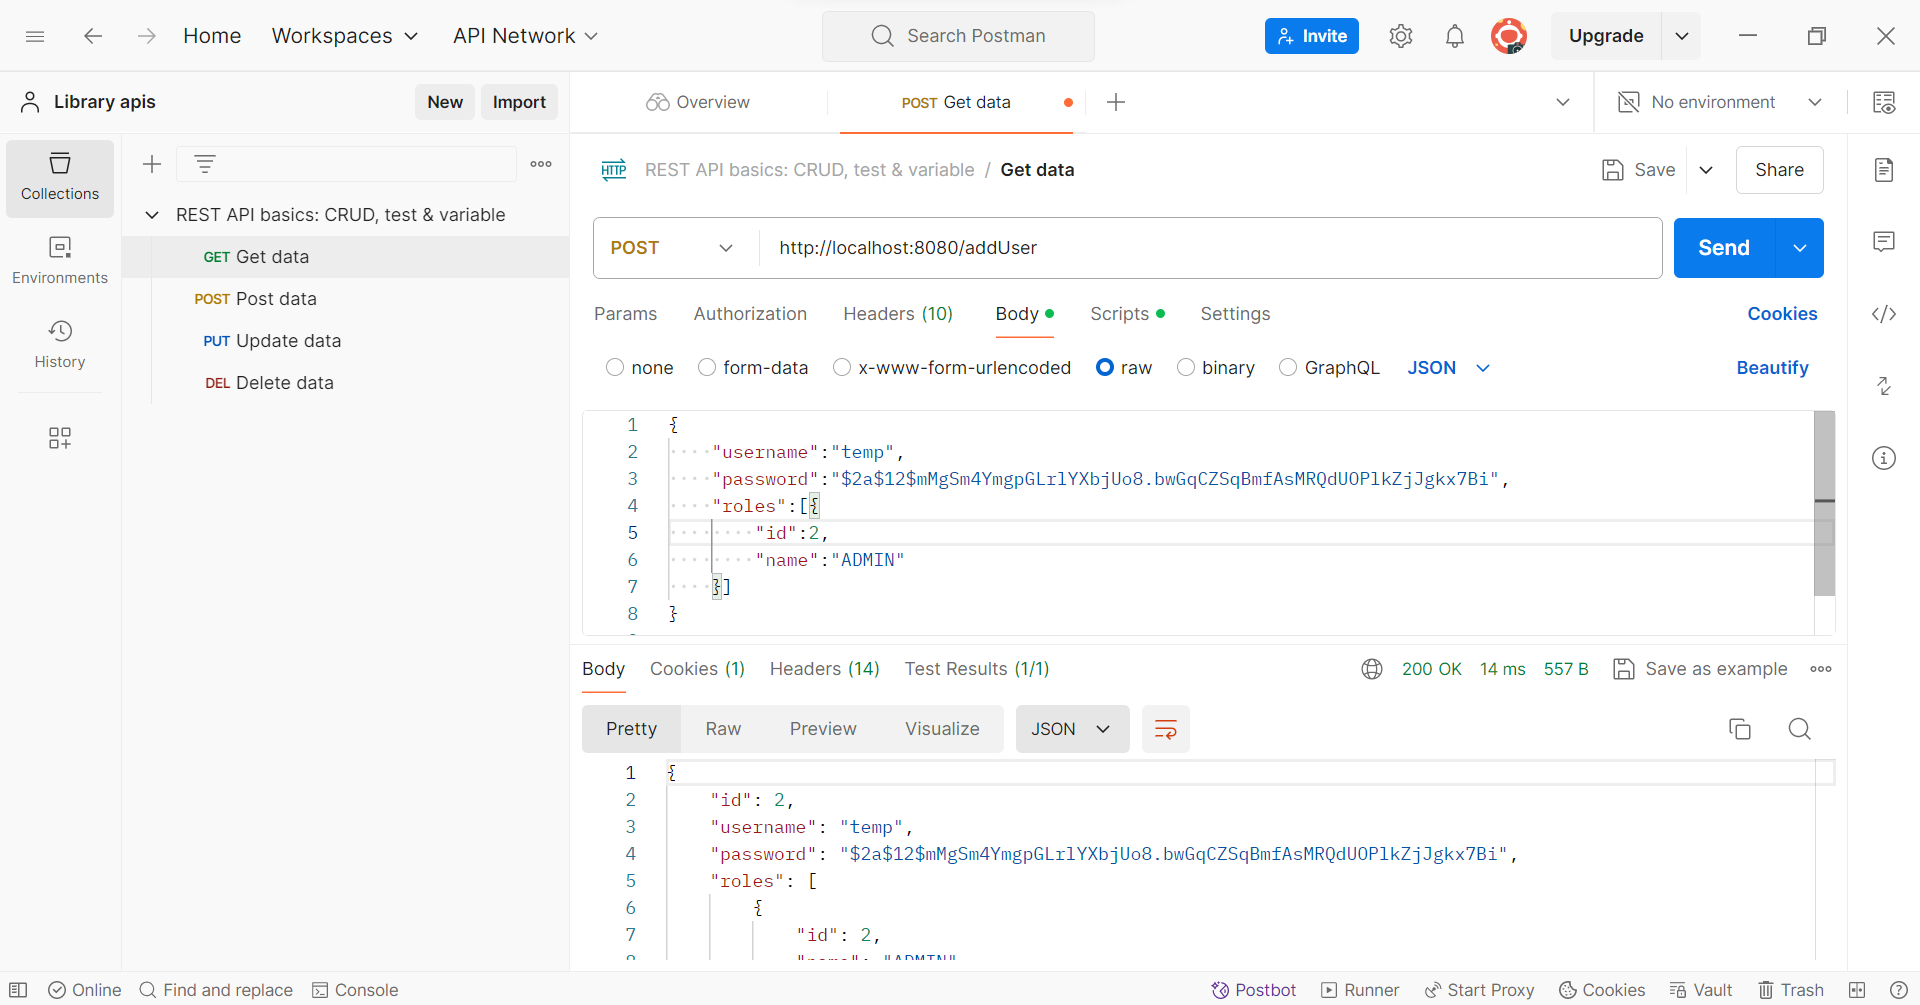 Home Workspaces API Network Search Postman Invite Upgrade
Library apis New Import Overview POST Get data No environment
Collections
Environments
History
REST API basics: CRUD, test & variable
GET Get data
POST Post data
PUT Update data
DEL Delete data
HTTP REST API basics: CRUD, test & variable / Get data Save Share
POST http://localhost:8080/addUser Send
Params Authorization Headers (10) Body Scripts Settings Cookies
none form-data x-www-form-urlencoded raw binary GraphQL JSON Beautify
1 {
2 "username":"temp",
3 "password":"$2a$12$mMgSm4YmgpGLrlYXbjUo8.bwGqCZSqBmfAsMRQdUOPlkZjJgkx7Bi",
4 "roles":[{
5 "id":2,
6 "name":"ADMIN"
7 }]
8 }
Body Cookies (1) Headers (14) Test Results (1/1) 200 OK 14 ms 557 B Save as example
Pretty Raw Preview Visualize JSON
1 {
2 "id": 2,
3 "username": "temp",
4 "password": "$2a$12$mMgSm4YmgpGLrlYXbjUo8.bwGqCZSqBmfAsMRQdUOPlkZjJgkx7Bi",
5 "roles": [
6 {
7 "id": 2,
8 "name": "ADMIN"
Online Find and replace Console Postbot Runner Start Proxy Cookies Vault Trash